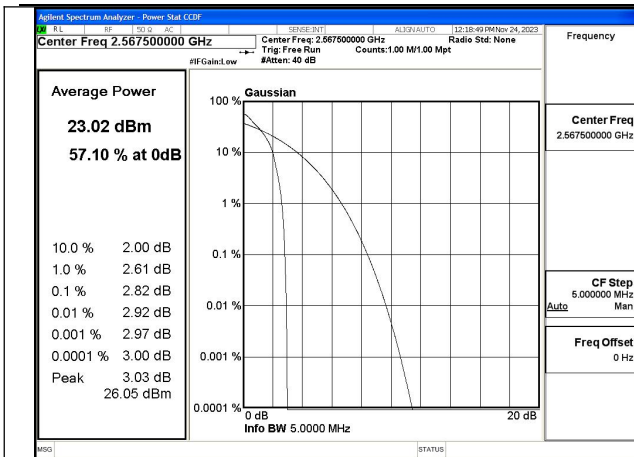 Agilent Spectrum Analyzer - Power Stat CCDF
RL RF 50 Ω AC SENSE:INT ALIGN AUTO 12:18:49 PM Nov 24, 2023
Center Freq 2.567500000 GHz
Center Freq: 2.567500000 GHz Radio Std: None
Trig: Free Run Counts:1.00 M/1.00 Mpt
#IFGain:Low #Atten: 40 dB
Frequency
Average Power
23.02 dBm
57.10 % at 0dB
10.0 % 2.00 dB
1.0 % 2.61 dB
0.1 % 2.82 dB
0.01 % 2.92 dB
0.001 % 2.97 dB
0.0001 % 3.00 dB
Peak 3.03 dB
26.05 dBm
Gaussian
100 %
10 %
1 %
0.1 %
0.01 %
0.001 %
0.0001 %
0 dB 20 dB
Info BW 5.0000 MHz
Center Freq
2.567500000 GHz
CF Step
5.000000 MHz
Auto Man
Freq Offset
0 Hz
MSG STATUS